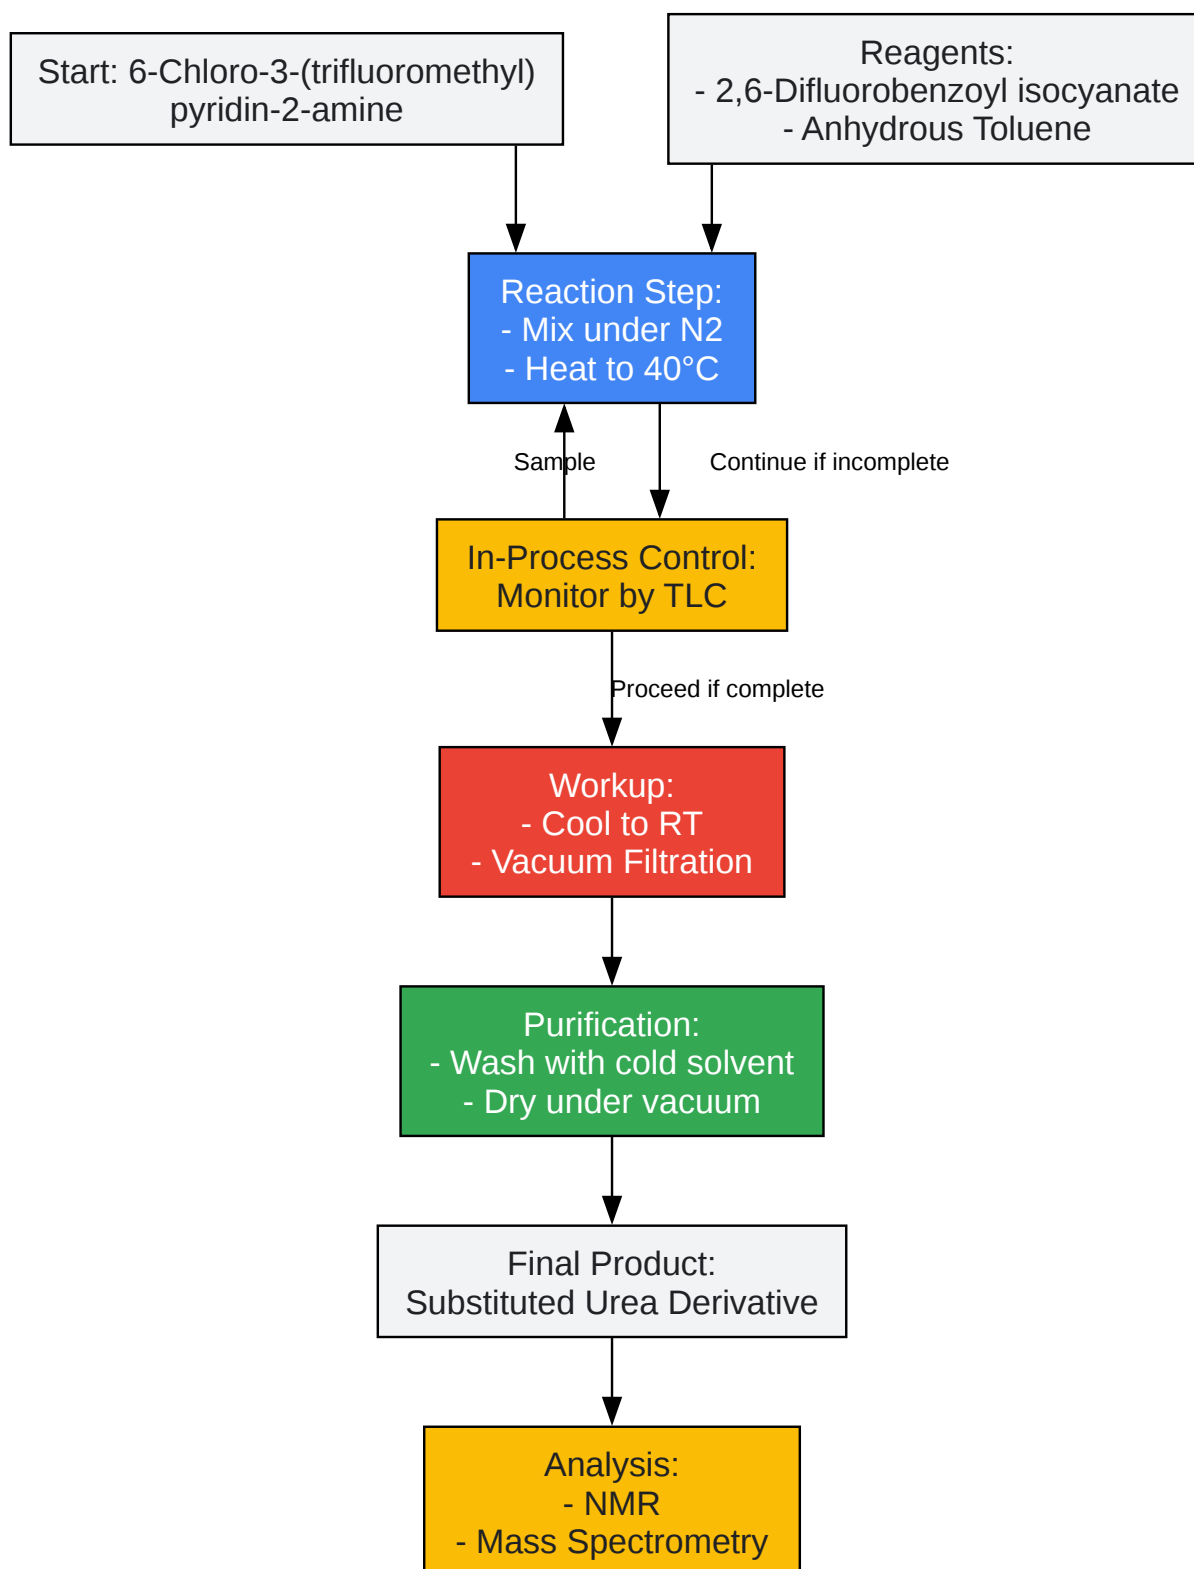 Start: 6-Chloro-3-(trifluoromethyl)
pyridin-2-amine
Reagents:
- 2,6-Difluorobenzoyl isocyanate
- Anhydrous Toluene
Reaction Step:
- Mix under N2
- Heat to 40°C
Sample
Continue if incomplete
In-Process Control:
Monitor by TLC
Proceed if complete
Workup:
- Cool to RT
- Vacuum Filtration
Purification:
- Wash with cold solvent
- Dry under vacuum
Final Product:
Substituted Urea Derivative
Analysis:
- NMR
- Mass Spectrometry